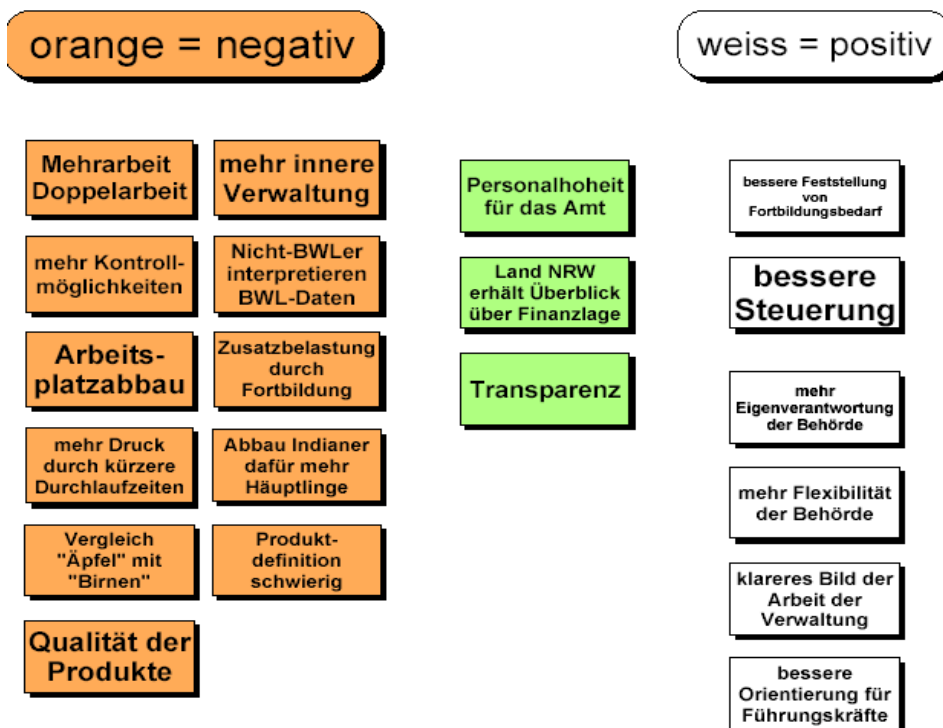 orange = negativ
weiss = positiv
Mehrarbeit
Doppelarbeit
mehr innere
Verwaltung
mehr Kontroll-
möglichkeiten
Nicht-BWLer
interpretieren
BWL-Daten
Arbeits-
platzabbau
Zusatzbelastung
durch
Fortbildung
mehr Druck
durch kürzere
Durchlaufzeiten
Abbau Indianer
dafür mehr
Häuptlinge
Vergleich
"Äpfel" mit
"Birnen"
Produkt-
definition
schwierig
Qualität der
Produkte
Personalhoheit
für das Amt
Land NRW
erhält Überblick
über Finanzlage
Transparenz
bessere Feststellung
von
Fortbildungsbedarf
bessere
Steuerung
mehr
Eigenverantwortung
der Behörde
mehr Flexibilität
der Behörde
klareres Bild der
Arbeit der
Verwaltung
bessere
Orientierung für
Führungskräfte